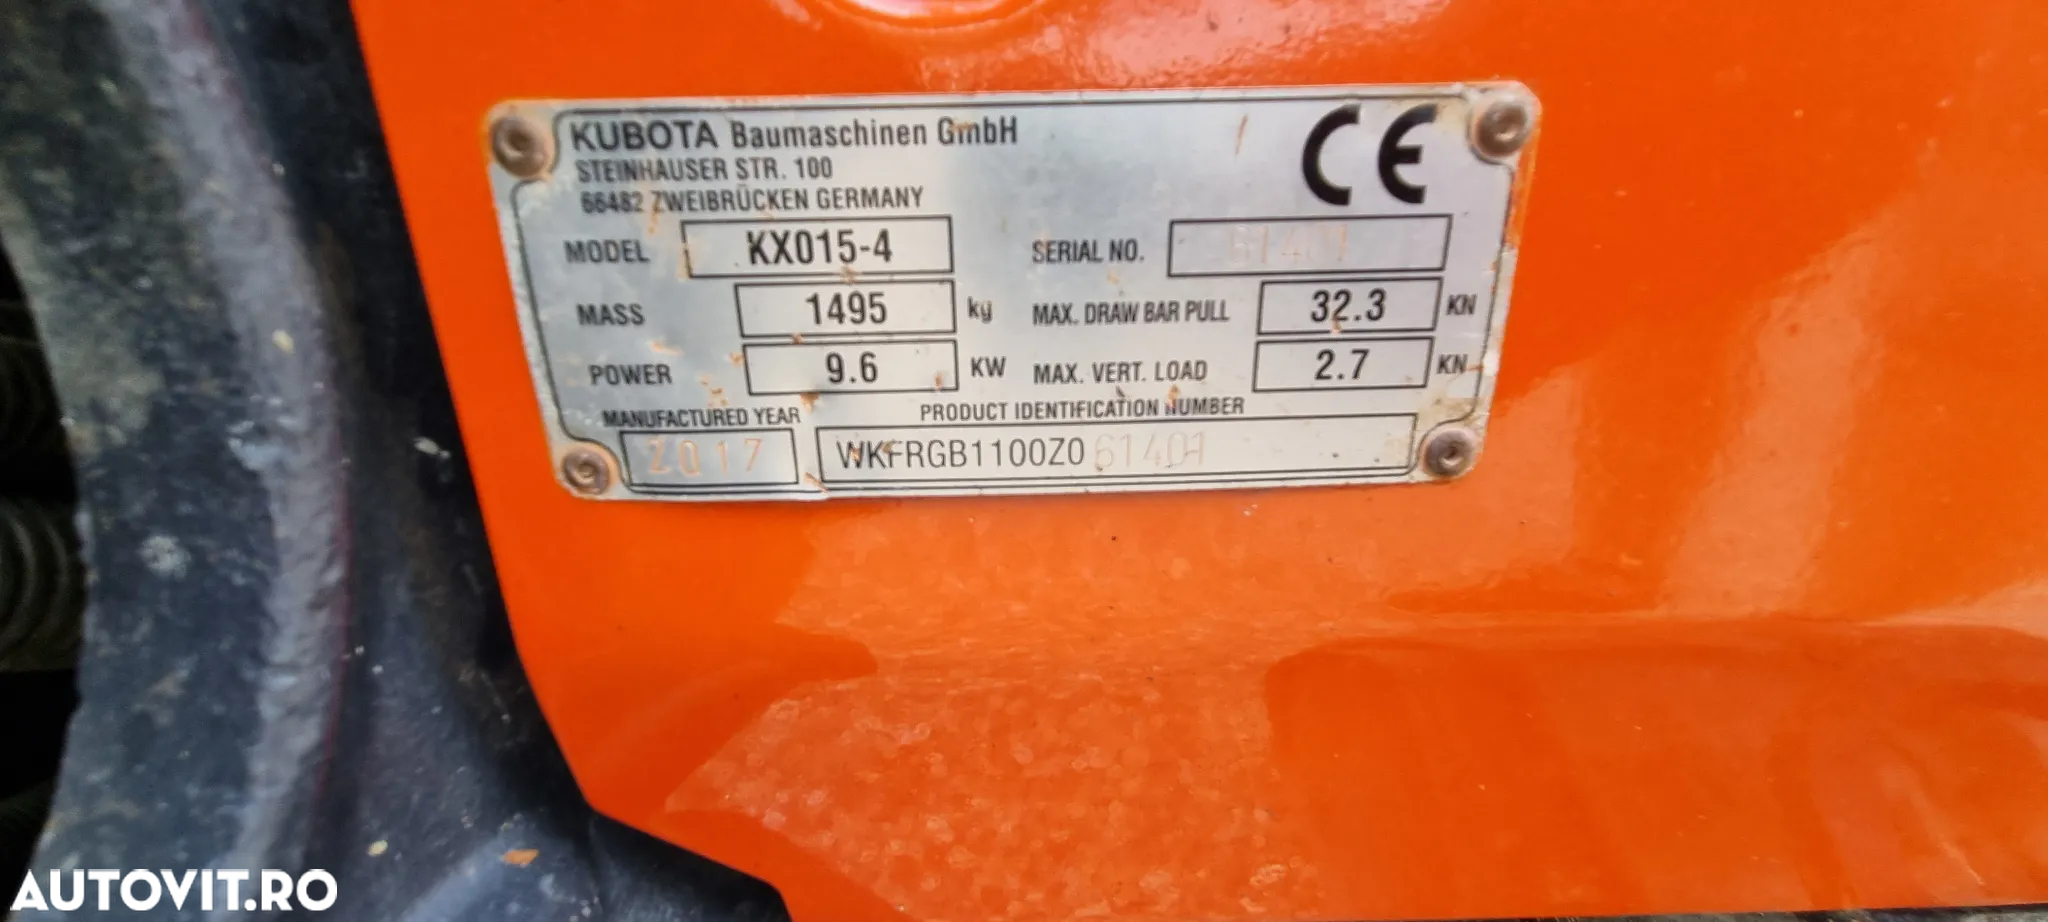 KUBOTA Baumaschinen GmbH
STEINHAUSER STR. 100
66482 ZWEIBRÜCKEN GERMANY
CE
MODEL KX015-4 SERIAL NO. 61401
MASS 1495 kg MAX. DRAW BAR PULL 32.3 KN
POWER 9.6 KW MAX. VERT. LOAD 2.7 KN
MANUFACTURED YEAR PRODUCT IDENTIFICATION NUMBER
2017 WKFRGB1100Z061401
AUTOVIT.RO